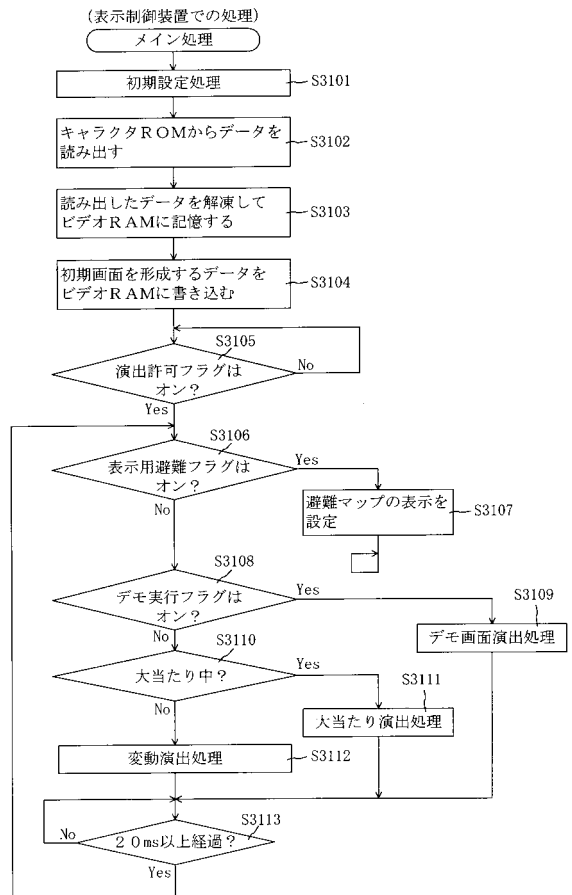 (表示制御装置での処理)
メイン処理
初期設定処理
S3101
キャラクタROMからデータを
読み出す
S3102
読み出したデータを解凍して
ビデオRAMに記憶する
S3103
初期画面を形成するデータを
ビデオRAMに書き込む
S3104
S3105
演出許可フラグは
オン?
No
Yes
S3106
表示用避難フラグは
オン?
Yes
No
避難マップの表示を
設定
S3107
S3108
デモ実行フラグは
オン?
Yes
No
S3109
デモ画面演出処理
S3110
大当たり中?
Yes
No
S3111
大当たり演出処理
変動演出処理
S3112
S3113
20ms以上経過?
No
Yes